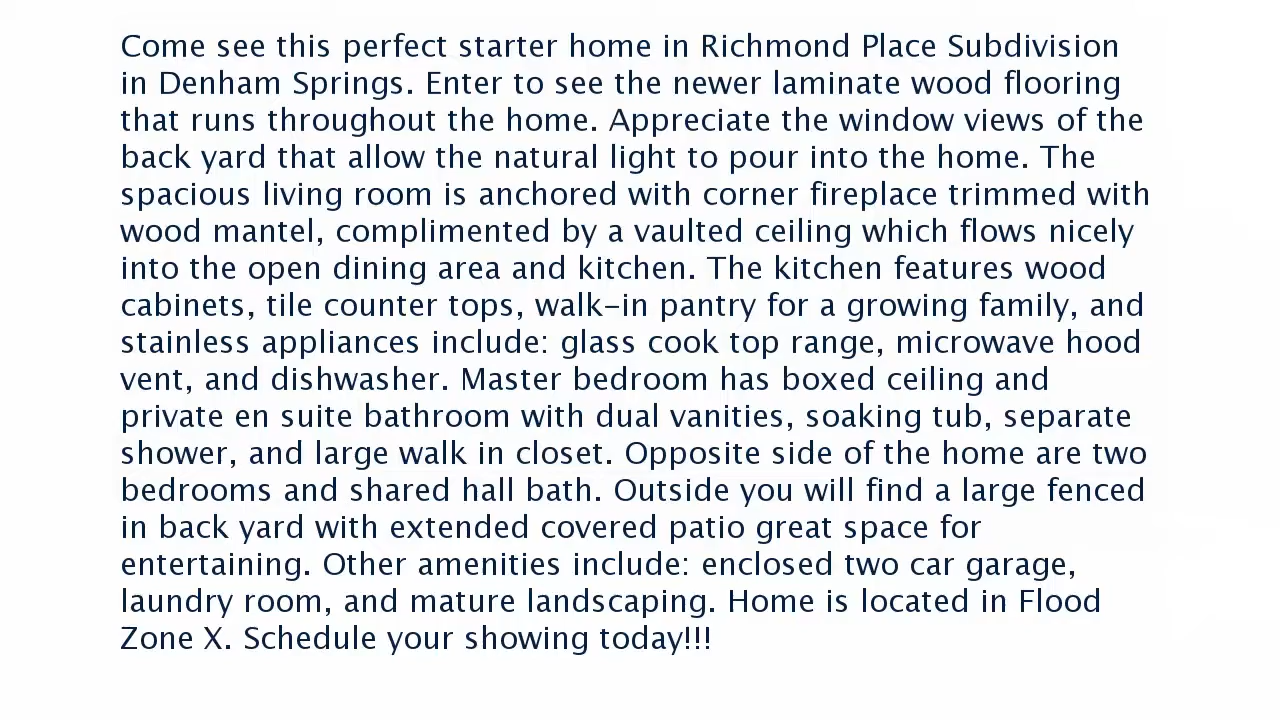 Come see this perfect starter home in Richmond Place Subdivision
in Denham Springs. Enter to see the newer laminate wood flooring
that runs throughout the home. Appreciate the window views of the
back yard that allow the natural light to pour into the home. The
spacious living room is anchored with corner fireplace trimmed with
wood mantel, complimented by a vaulted ceiling which flows nicely
into the open dining area and kitchen. The kitchen features wood
cabinets, tile counter tops, walk-in pantry for a growing family, and
stainless appliances include: glass cook top range, microwave hood
vent, and dishwasher. Master bedroom has boxed ceiling and
private en suite bathroom with dual vanities, soaking tub, separate
shower, and large walk in closet. Opposite side of the home are two
bedrooms and shared hall bath. Outside you will find a large fenced
in back yard with extended covered patio great space for
entertaining. Other amenities include: enclosed two car garage,
laundry room, and mature landscaping. Home is located in Flood
Zone X. Schedule your showing today!!!